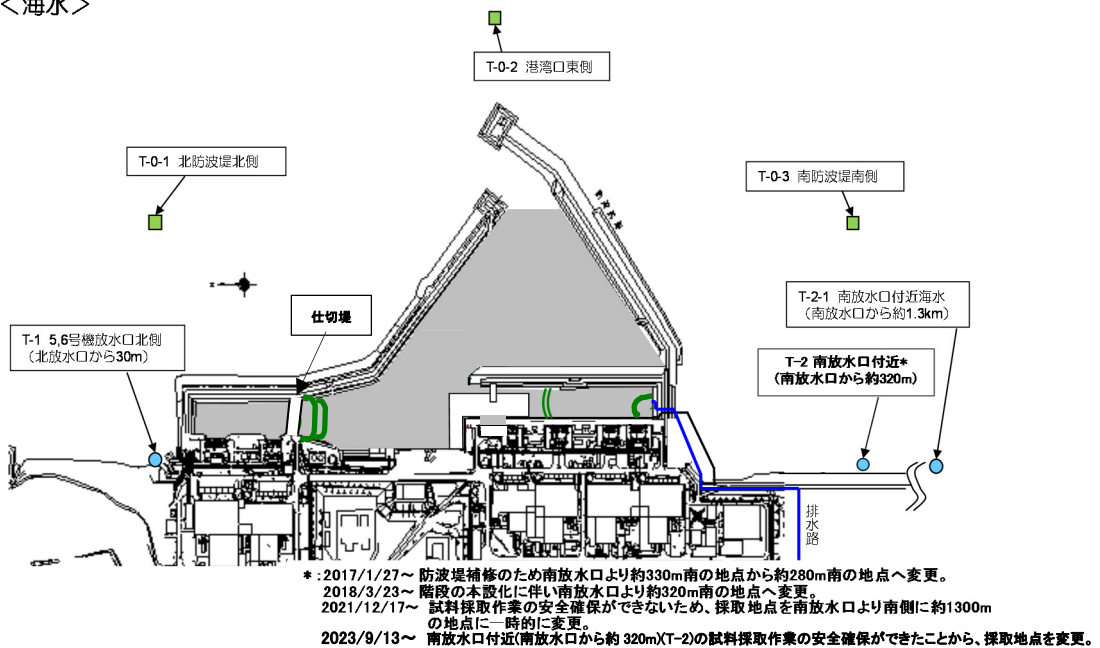 ＜海水＞
T-0-2 港湾口東側
T-0-1 北防波堤北側
T-0-3 南防波堤南側
仕切堤
T-2-1 南放水口付近海水
（南放水口から約1.3km）
T-1 5,6号機放水口北側
（北放水口から30m）
T-2 南放水口付近*
(南放水口から約320m)
排水路
*：2017/1/27～ 防波堤補修のため南放水口より約330m南の地点から約280m南の地点へ変更。
2018/3/23～ 階段の本設化に伴い南放水口より約320m南の地点へ変更。
2021/12/17～ 試料採取作業の安全確保ができないため、採取地点を南放水口より南側に約1300m
の地点に一時的に変更。
2023/9/13～ 南放水口付近(南放水口から約 320m)(T-2)の試料採取作業の安全確保ができたことから、採取地点を変更。